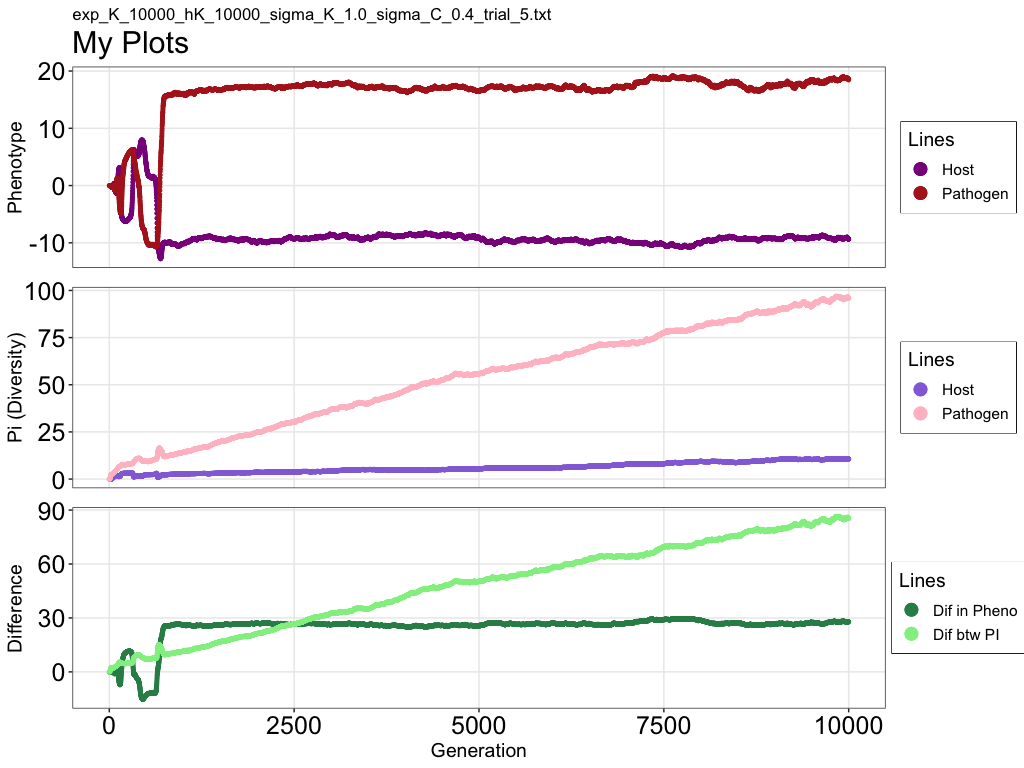 exp_K_10000_hK_10000_sigma_K_1.0_sigma_C_0.4_trial_5.txt
My Plots
Phenotype
20
10
0
-10
Lines
Host
Pathogen
Pi (Diversity)
100
75
50
25
0
Lines
Host
Pathogen
Difference
90
60
30
0
Lines
Dif in Pheno
Dif btw PI
0 2500 5000 7500 10000
Generation